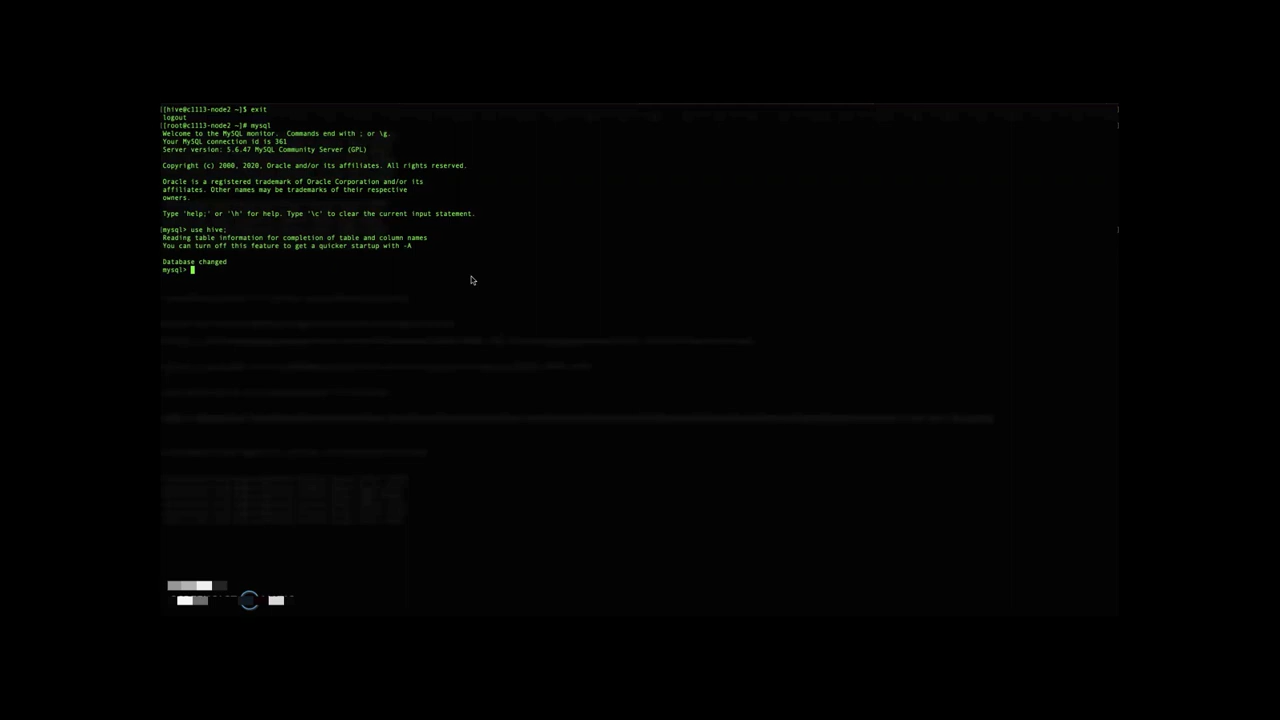 [[hive@c1113-node2 ~]$ exit
logout
[[root@c1113-node2 ~]# mysql
Welcome to the MySQL monitor.  Commands end with ; or \g.
Your MySQL connection id is 361
Server version: 5.6.47 MySQL Community Server (GPL)
Copyright (c) 2000, 2020, Oracle and/or its affiliates. All rights reserved.
Oracle is a registered trademark of Oracle Corporation and/or its
affiliates. Other names may be trademarks of their respective
owners.
Type 'help;' or '\h' for help. Type '\c' to clear the current input statement.
[mysql> use hive;
Reading table information for completion of table and column names
You can turn off this feature to get a quicker startup with -A
Database changed
mysql>